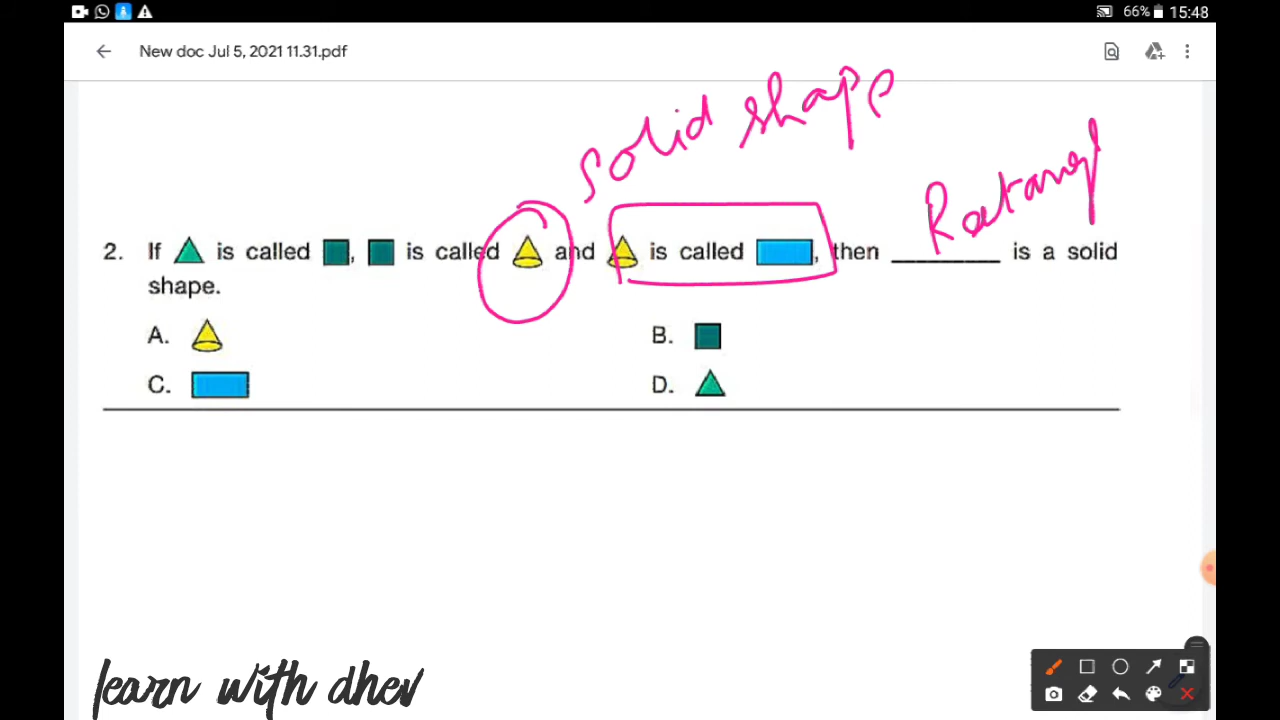 66% 15:48
New doc Jul 5, 2021 11.31.pdf
solid shape
Rectangl
2. If is called , is called and is called , then ________ is a solid
shape.
A. B.
C. D.
learn with dhev